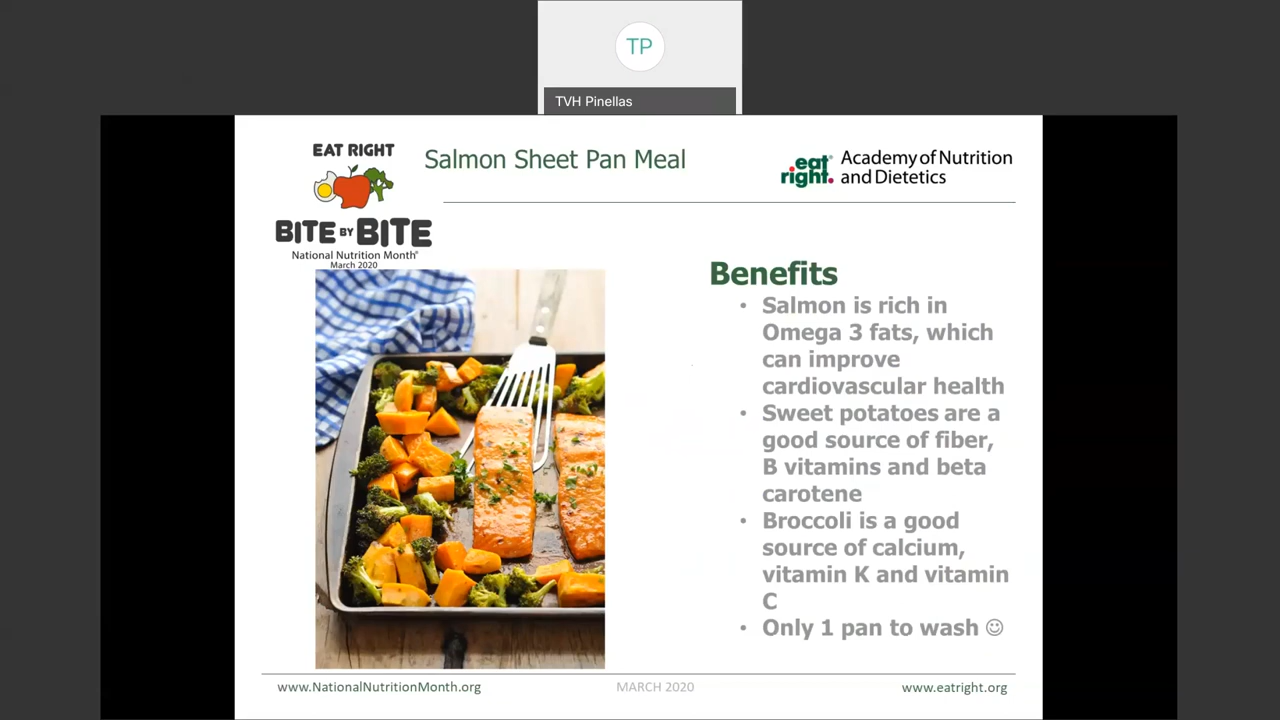 TP
TVH Pinellas
EAT RIGHT
BITE BY BITE
National Nutrition Month®
March 2020
Salmon Sheet Pan Meal
eat right.
Academy of Nutrition
and Dietetics
Benefits
• Salmon is rich in
Omega 3 fats, which
can improve
cardiovascular health
• Sweet potatoes are a
good source of fiber,
B vitamins and beta
carotene
• Broccoli is a good
source of calcium,
vitamin K and vitamin
C
• Only 1 pan to wash ☺
www.NationalNutritionMonth.org
MARCH 2020
www.eatright.org